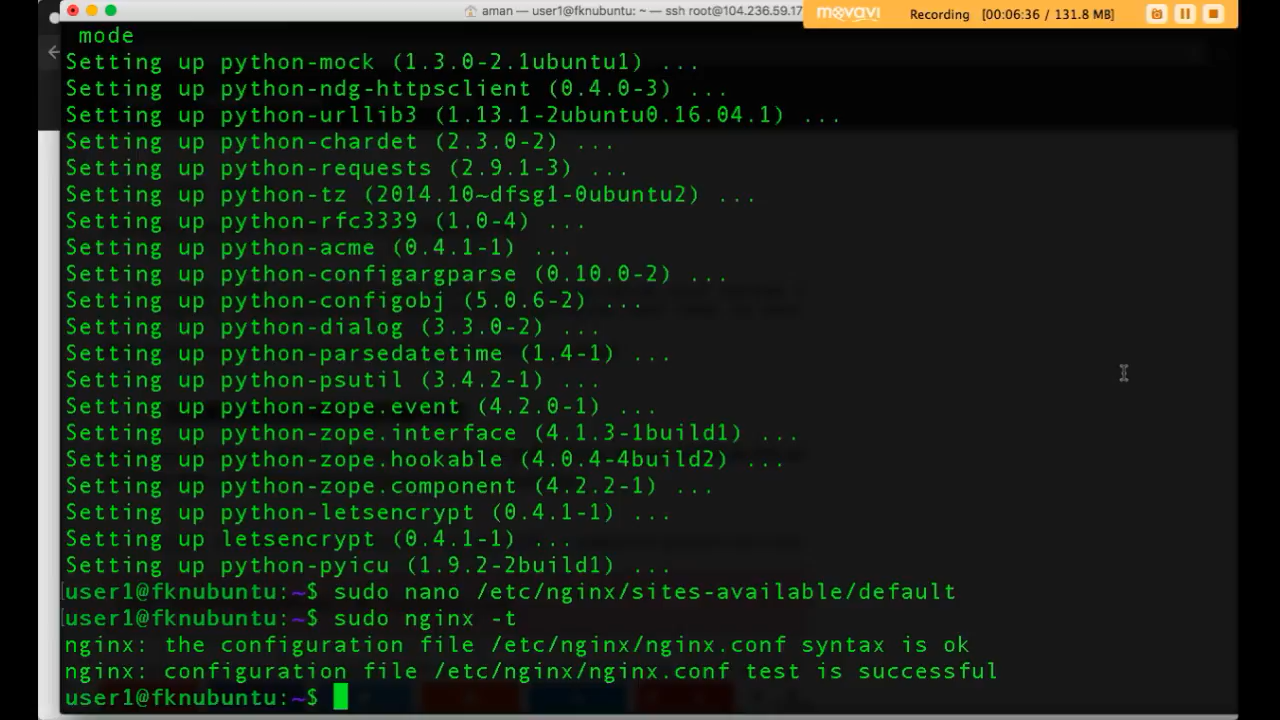 aman — user1@fknubuntu: ~ — ssh root@104.236.59.17
movavi
Recording [00:06:36 / 131.8 MB]
mode
Setting up python-mock (1.3.0-2.1ubuntu1) ...
Setting up python-ndg-httpsclient (0.4.0-3) ...
Setting up python-urllib3 (1.13.1-2ubuntu0.16.04.1) ...
Setting up python-chardet (2.3.0-2) ...
Setting up python-requests (2.9.1-3) ...
Setting up python-tz (2014.10~dfsg1-0ubuntu2) ...
Setting up python-rfc3339 (1.0-4) ...
Setting up python-acme (0.4.1-1) ...
Setting up python-configargparse (0.10.0-2) ...
Setting up python-configobj (5.0.6-2) ...
Setting up python-dialog (3.3.0-2) ...
Setting up python-parsedatetime (1.4-1) ...
Setting up python-psutil (3.4.2-1) ...
Setting up python-zope.event (4.2.0-1) ...
Setting up python-zope.interface (4.1.3-1build1) ...
Setting up python-zope.hookable (4.0.4-4build2) ...
Setting up python-zope.component (4.2.2-1) ...
Setting up python-letsencrypt (0.4.1-1) ...
Setting up letsencrypt (0.4.1-1) ...
Setting up python-pyicu (1.9.2-2build1) ...
[user1@fknubuntu:~$ sudo nano /etc/nginx/sites-available/default
[user1@fknubuntu:~$ sudo nginx -t
nginx: the configuration file /etc/nginx/nginx.conf syntax is ok
nginx: configuration file /etc/nginx/nginx.conf test is successful
user1@fknubuntu:~$